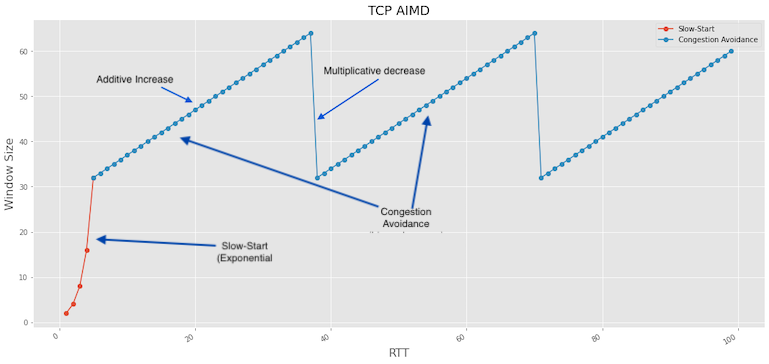 TCP AIMD
Slow-Start
Congestion Avoidance
Additive Increase
Multiplicative decrease
Congestion
Avoidance
Slow-Start
(Exponential
Window Size
60
50
40
30
20
10
0
0
20
40
60
80
100
RTT